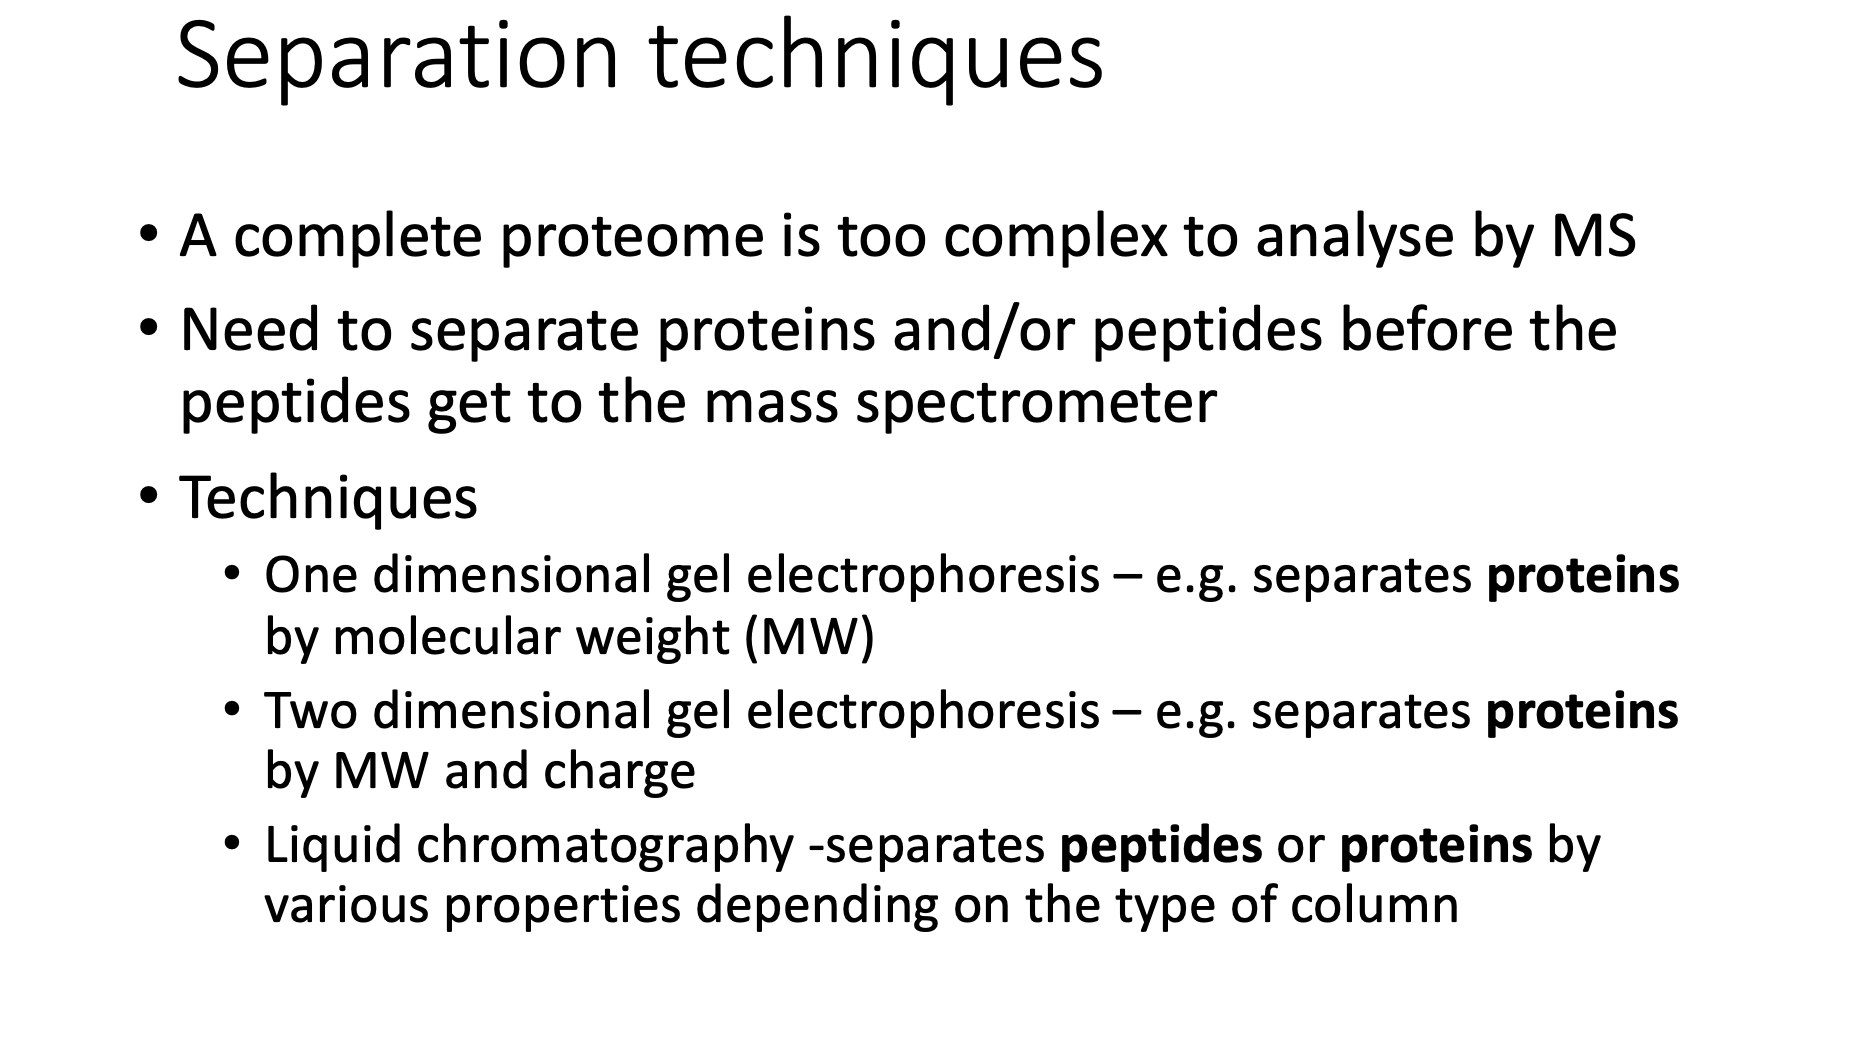 Separation techniques
• A complete proteome is too complex to analyse by MS
• Need to separate proteins and/or peptides before the
peptides get to the mass spectrometer
• Techniques
• One dimensional gel electrophoresis – e.g. separates proteins
by molecular weight (MW)
• Two dimensional gel electrophoresis – e.g. separates proteins
by MW and charge
• Liquid chromatography -separates peptides or proteins by
various properties depending on the type of column